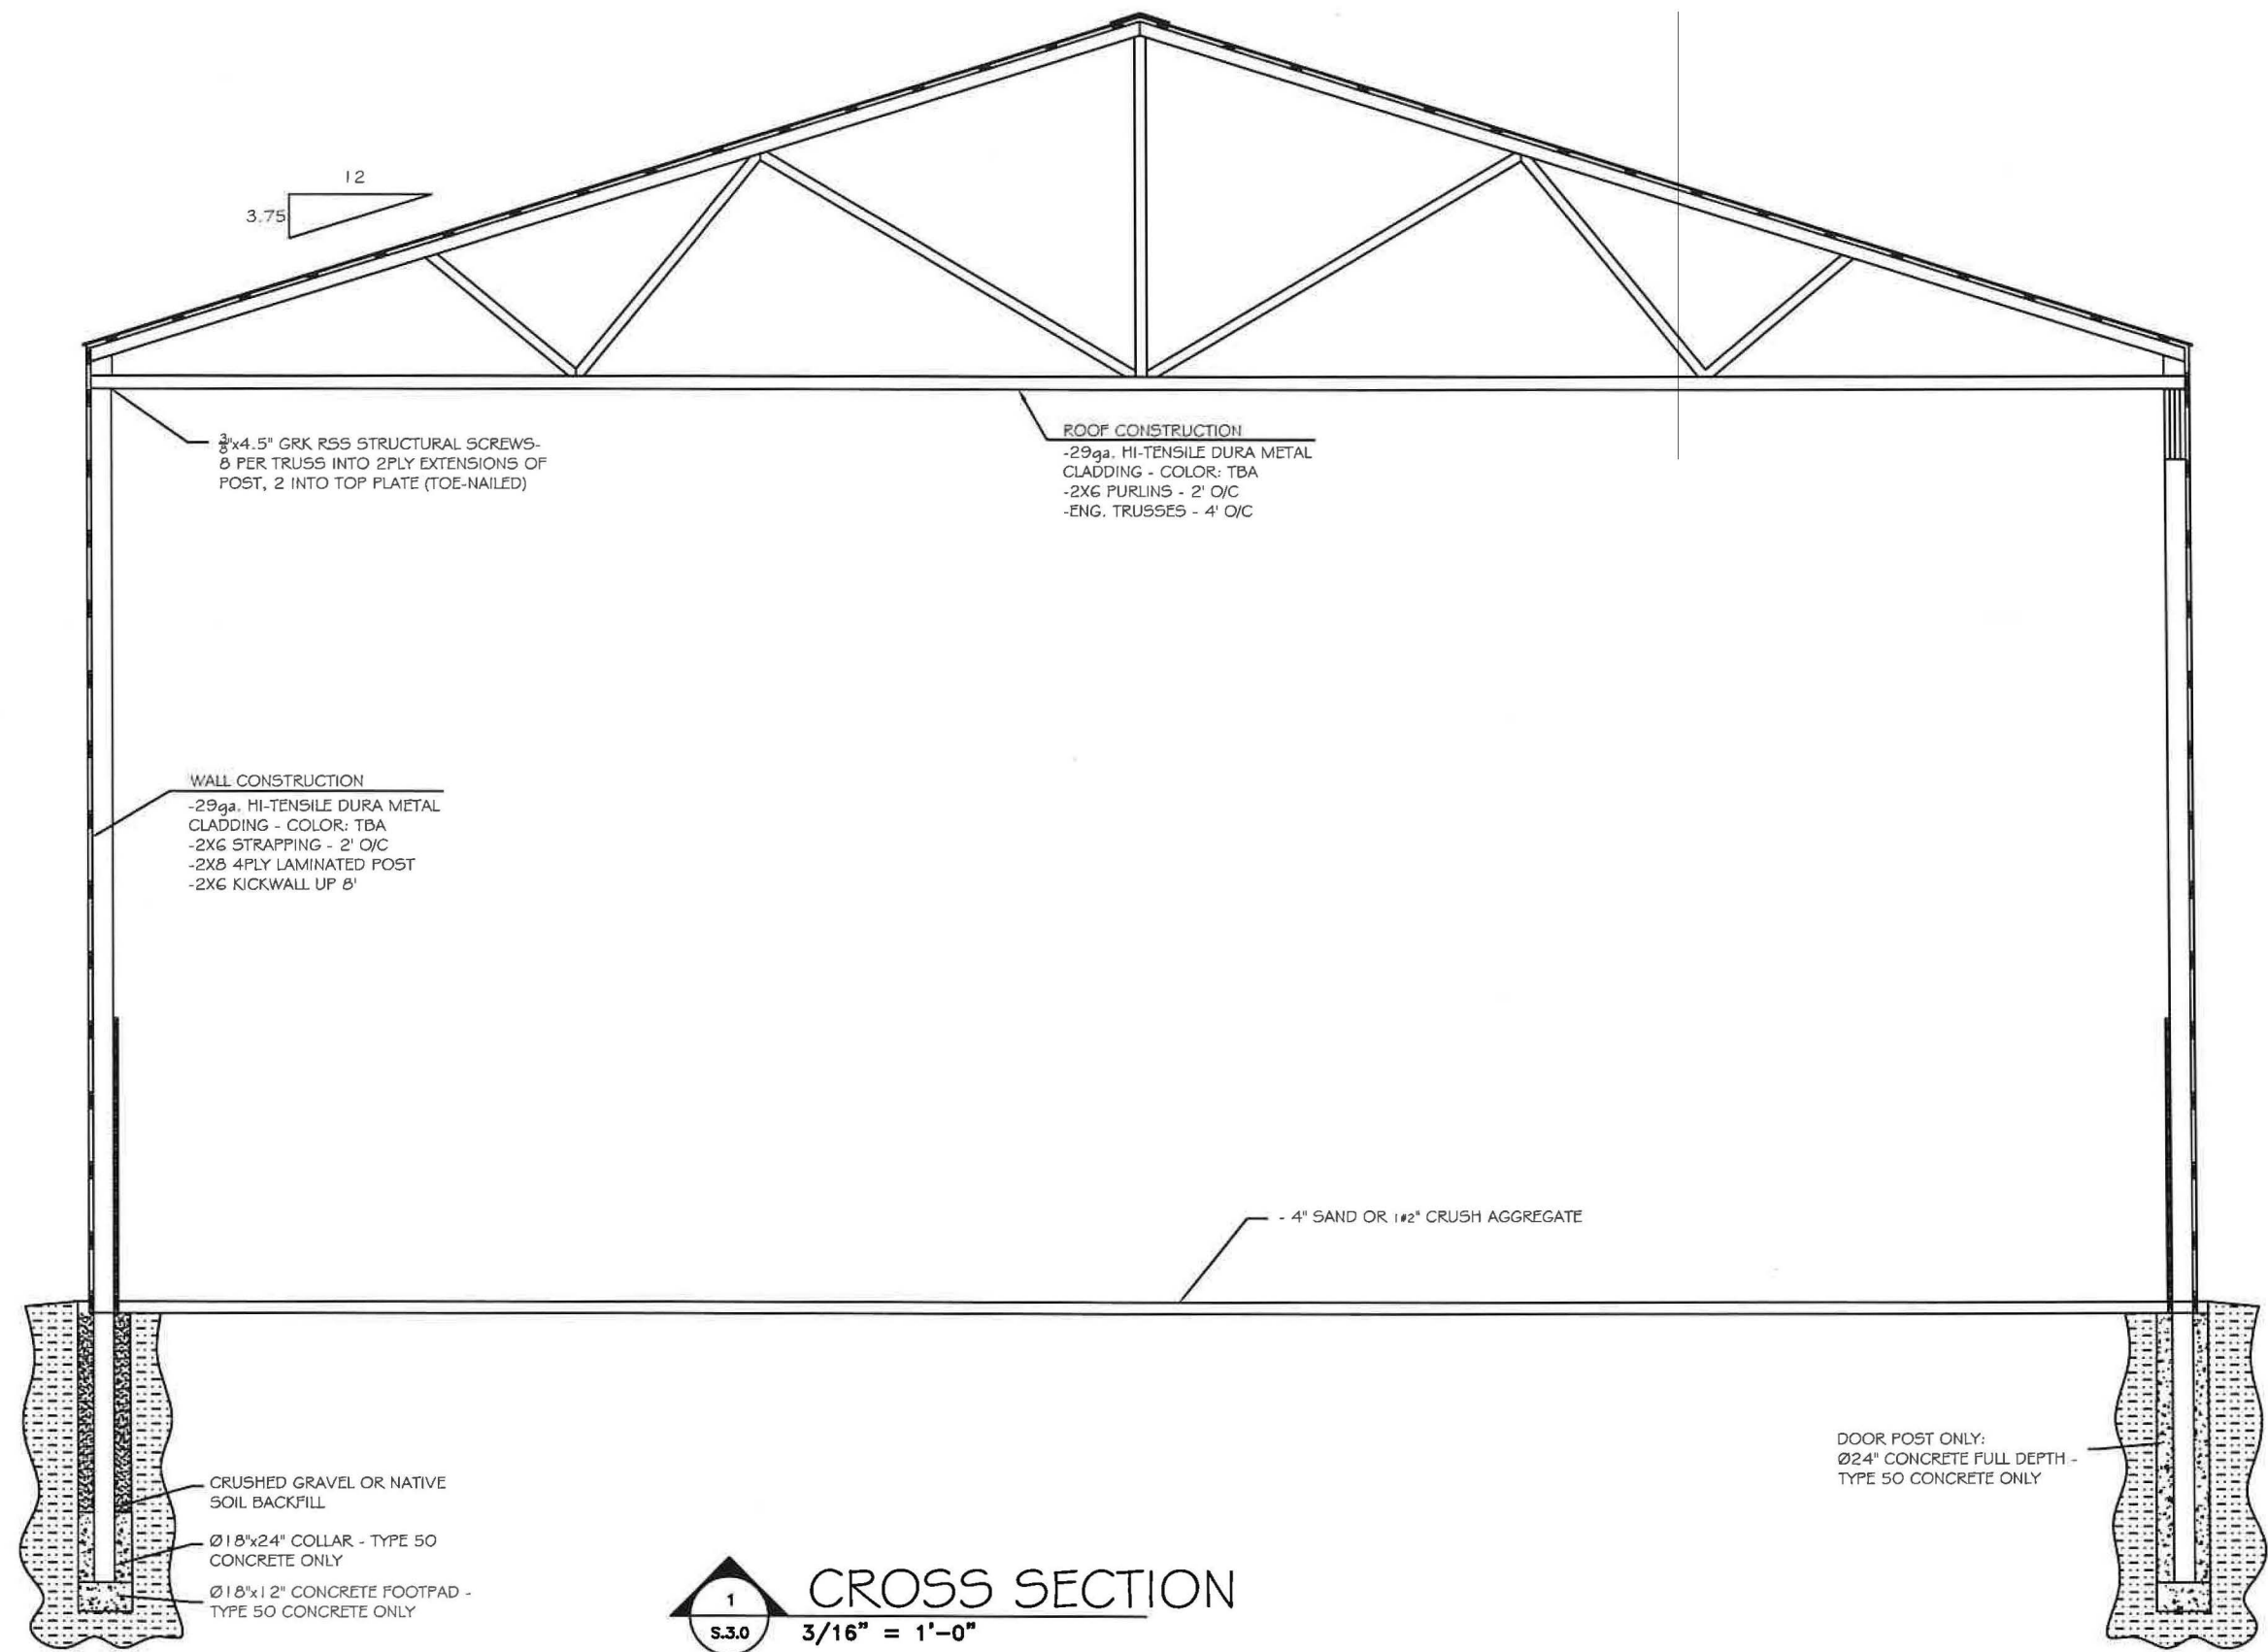 12
3.75
3/8"x4.5" GRK RSS STRUCTURAL SCREWS-
8 PER TRUSS INTO 2PLY EXTENSIONS OF
POST, 2 INTO TOP PLATE (TOE-NAILED)
ROOF CONSTRUCTION
-29ga. HI-TENSILE DURA METAL
CLADDING - COLOR: TBA
-2X6 PURLINS - 2' O/C
-ENG. TRUSSES - 4' O/C
WALL CONSTRUCTION
-29ga. HI-TENSILE DURA METAL
CLADDING - COLOR: TBA
-2X6 STRAPPING - 2' O/C
-2X8 4PLY LAMINATED POST
-2X6 KICKWALL UP 8'
- 4" SAND OR 1#2" CRUSH AGGREGATE
CRUSHED GRAVEL OR NATIVE
SOIL BACKFILL
Ø18"x24" COLLAR - TYPE 50
CONCRETE ONLY
Ø18"x12" CONCRETE FOOTPAD -
TYPE 50 CONCRETE ONLY
DOOR POST ONLY:
Ø24" CONCRETE FULL DEPTH -
TYPE 50 CONCRETE ONLY
1
S.3.0
CROSS SECTION
3/16" = 1'-0"